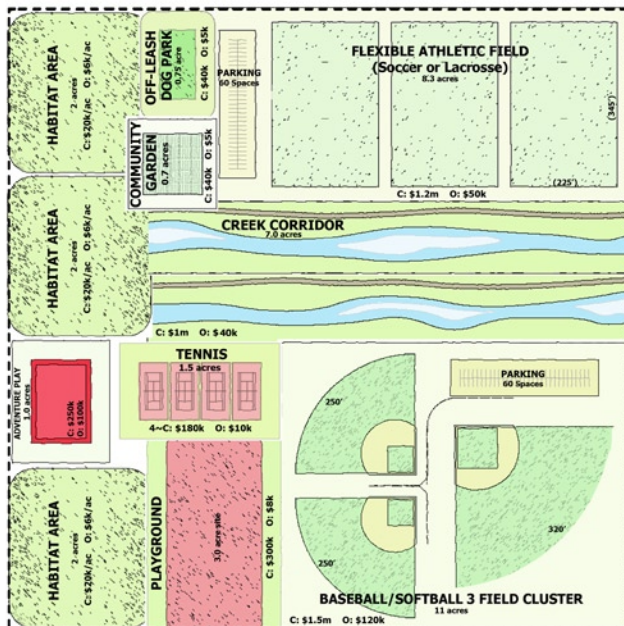 HABITAT AREA
2 acres
C: $20k/ac O: $6k/ac
OFF-LEASH
DOG PARK
0.75 acre
C: $40k O: $5k
PARKING
60 Spaces
FLEXIBLE ATHLETIC FIELD
(Soccer or Lacrosse)
8.3 acres
(345')
(225')
C: $1.2m O: $50k
COMMUNITY
GARDEN
0.7 acres
C: $40k O: $5k
HABITAT AREA
2 acres
C: $20k/ac O: $6k/ac
CREEK CORRIDOR
7.0 acres
C: $1m O: $40k
ADVENTURE PLAY
1.0 acres
C: $250k
O: $100k
TENNIS
1.5 acres
4~C: $180k O: $10k
PARKING
60 Spaces
HABITAT AREA
2 acres
C: $20k/ac O: $6k/ac
PLAYGROUND
3.0 acre site
C: $300k O: $8k
250'
250'
320'
BASEBALL/SOFTBALL 3 FIELD CLUSTER
11 acres
C: $1.5m O: $120k